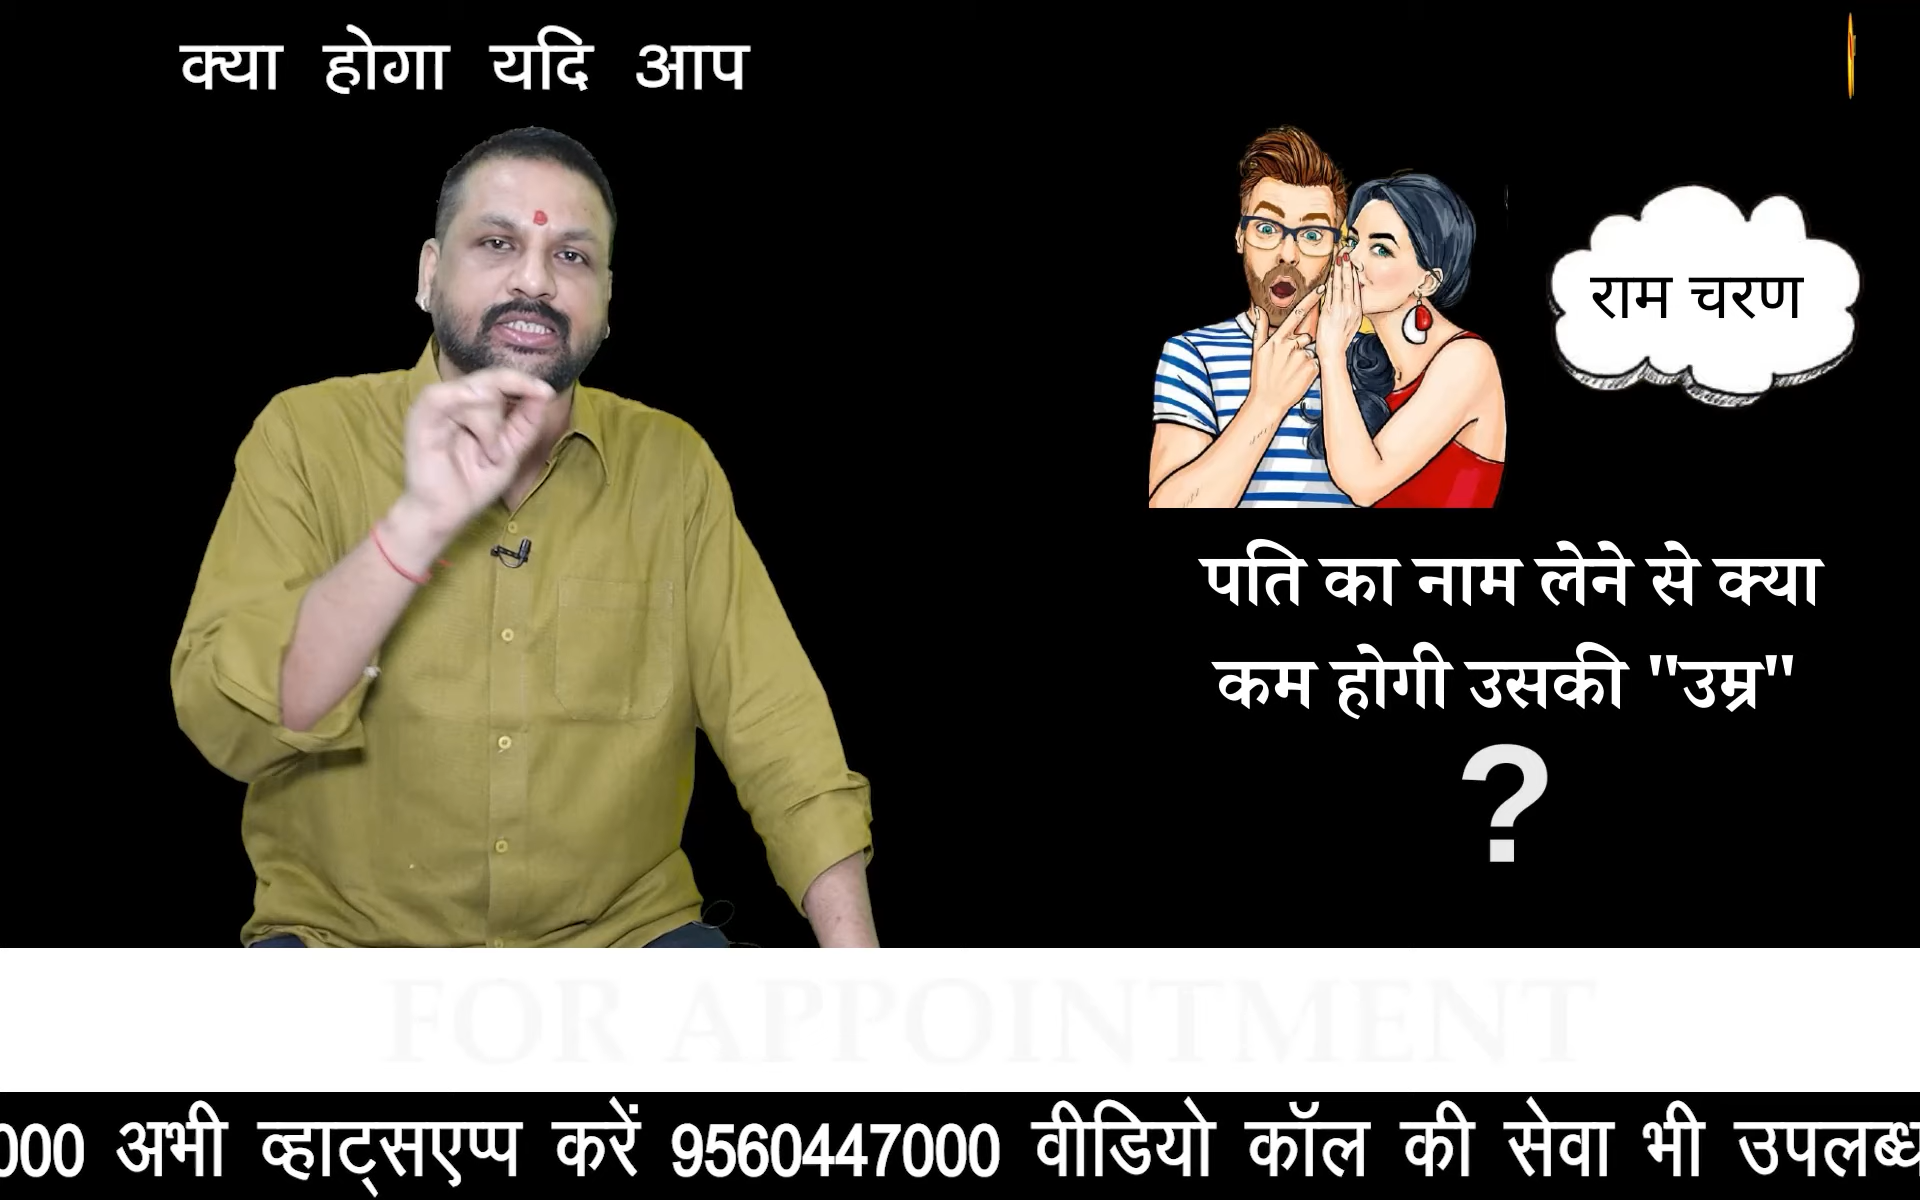 क्या होगा यदि आप
राम चरण
पति का नाम लेने से क्या
कम होगी उसकी "उम्र"
?
FOR APPOINTMENT
000 अभी व्हाट्सएप्प करें 9560447000 वीडियो कॉल की सेवा भी उपलब्ध